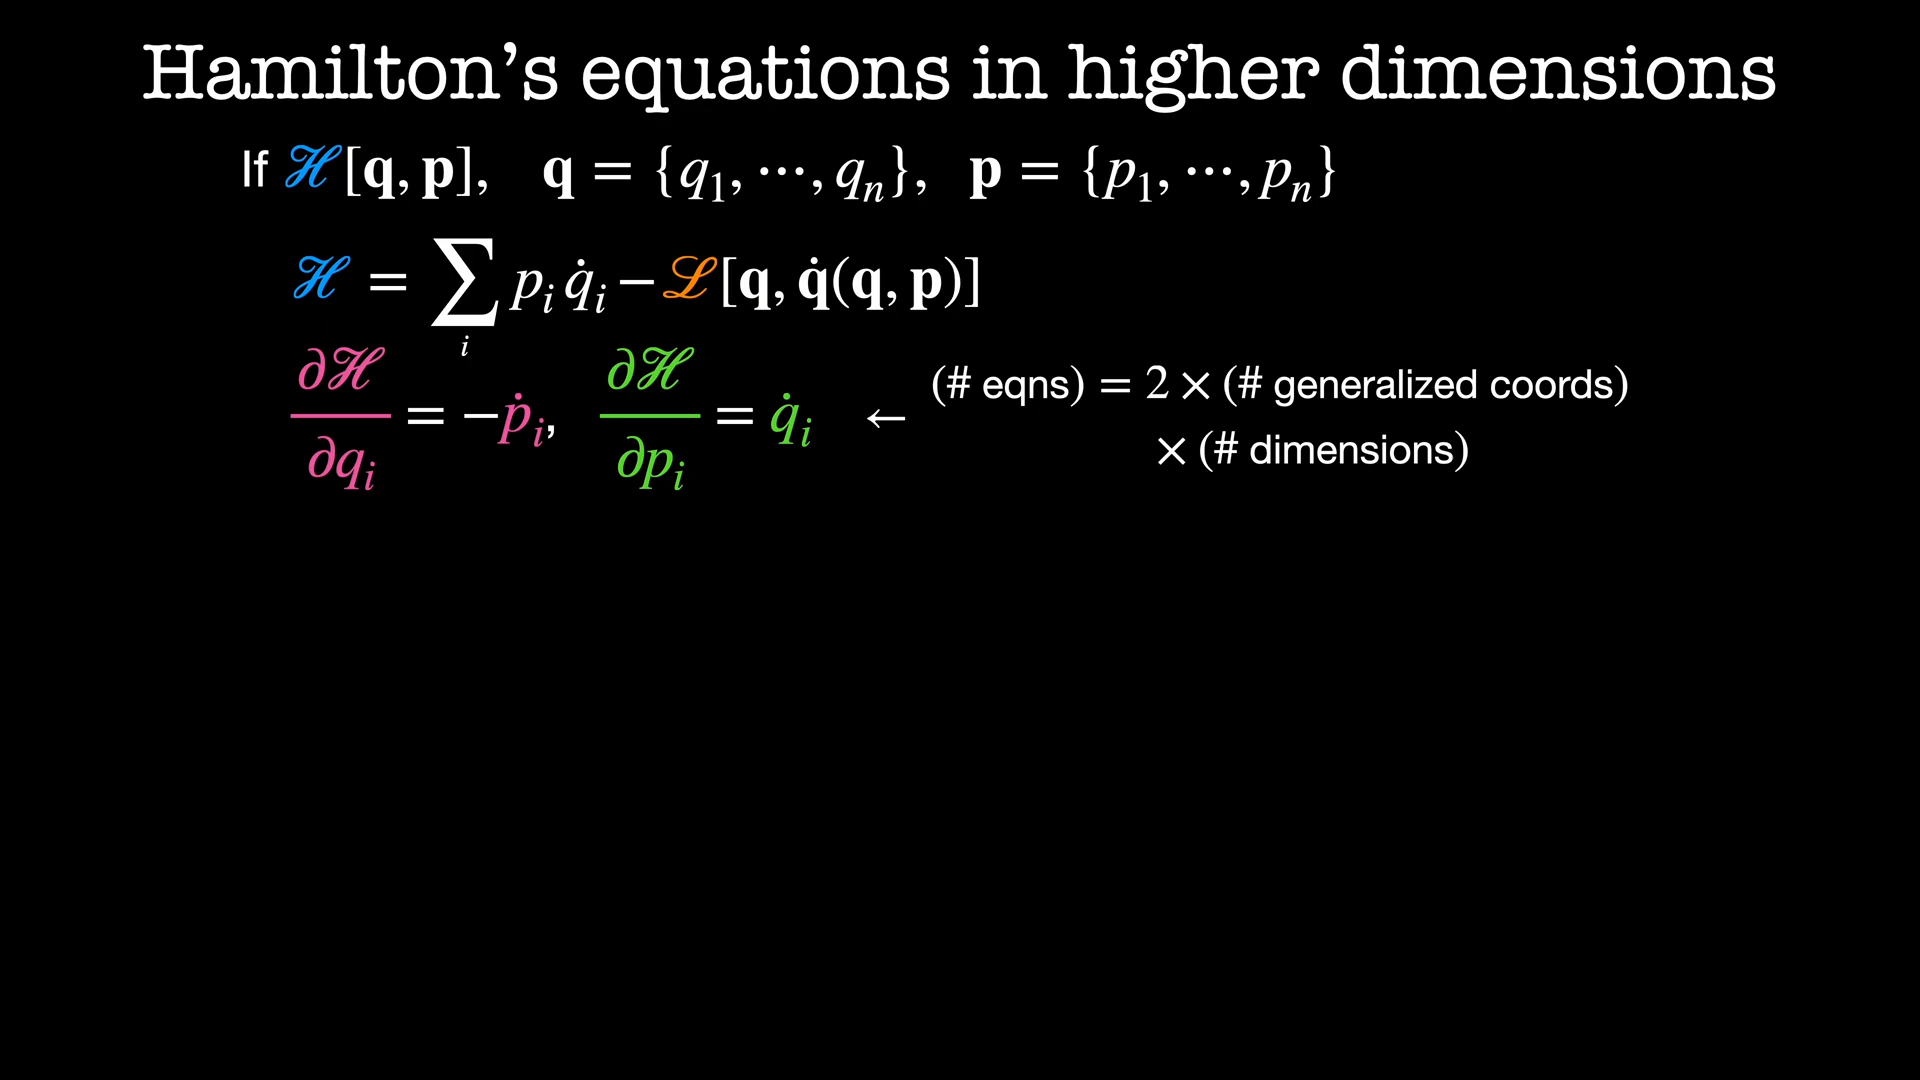 Hamilton’s equations in higher dimensions
If ℋ[𝐪, 𝐩], 𝐪 = {q₁, ⋯, qₙ}, 𝐩 = {p₁, ⋯, pₙ}
ℋ = ∑ᵢ pᵢ q̇ᵢ − ℒ[𝐪, 𝐪̇(𝐪, 𝐩)]
∂ℋ/∂qᵢ = −ṗᵢ, ∂ℋ/∂pᵢ = q̇ᵢ ← (# eqns) = 2 × (# generalized coords)
× (# dimensions)